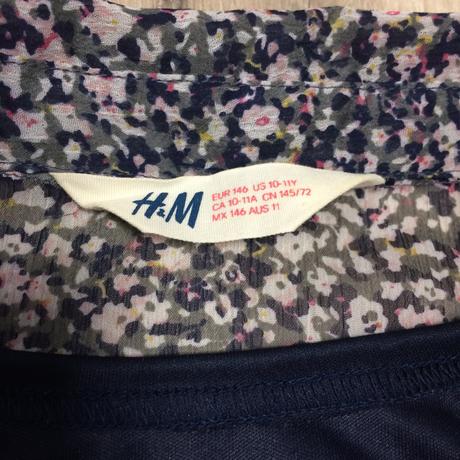 H&M
EUR 146 US 10-11Y
CA 10-11A CN 145/72
MX 146 AUS 11